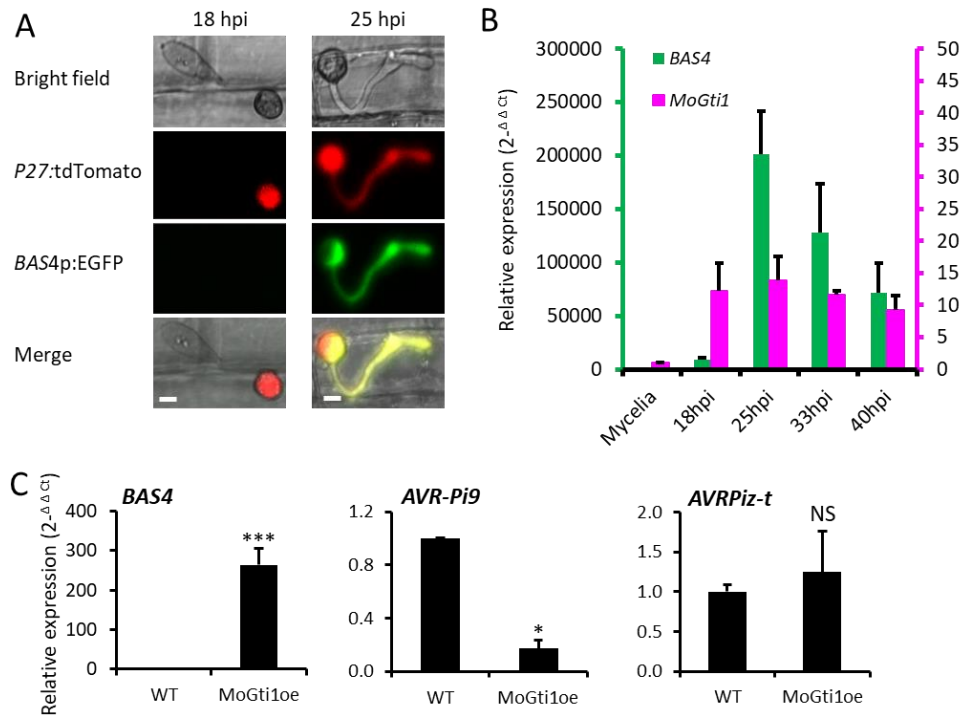 A
18 hpi
25 hpi
Bright field
P27:tdTomato
BAS4p:EGFP
Merge
B
Relative expression (2-ΔΔCt)
300000
250000
200000
150000
100000
50000
0
BAS4
MoGti1
50
45
40
35
30
25
20
15
10
5
0
Mycelia
18hpi
25hpi
33hpi
40hpi
C
Relative expression (2-ΔΔCt)
BAS4
400
300
200
100
0
***
WT
MoGti1oe
AVR-Pi9
1.2
0.8
0.4
0.0
*
WT
MoGti1oe
AVRPiz-t
2.0
1.5
1.0
0.5
0.0
NS
WT
MoGti1oe